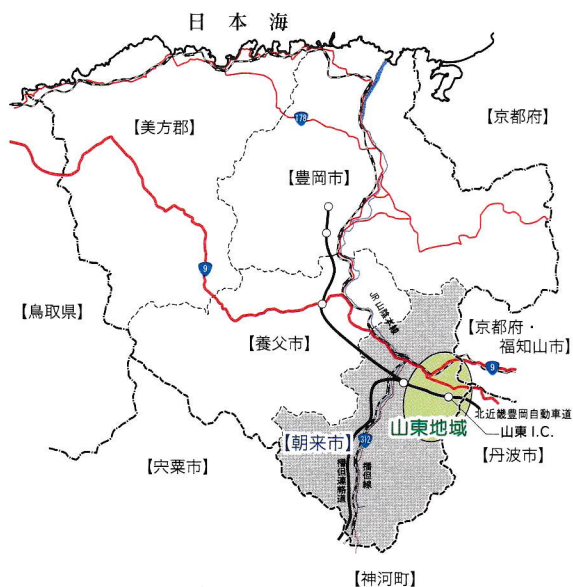 日本海
【美方郡】
178
【京都府】
【豊岡市】
9
【鳥取県】
JR山陰本線
【養父市】
【京都府・
福知山市】
9
北近畿豊岡自動車道
山東I.C.
山東地域
【朝来市】
312
【丹波市】
【宍粟市】
播但連絡道
播但線
【神河町】